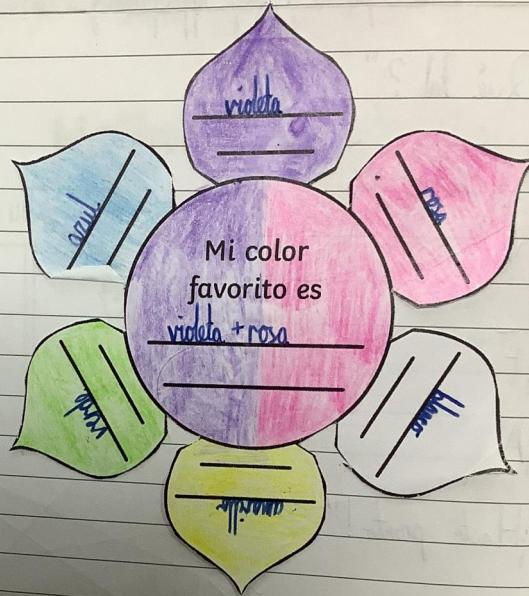 violeta
azul
rosa
Mi color
favorito es
violeta + rosa
verde
blanco
amarillo